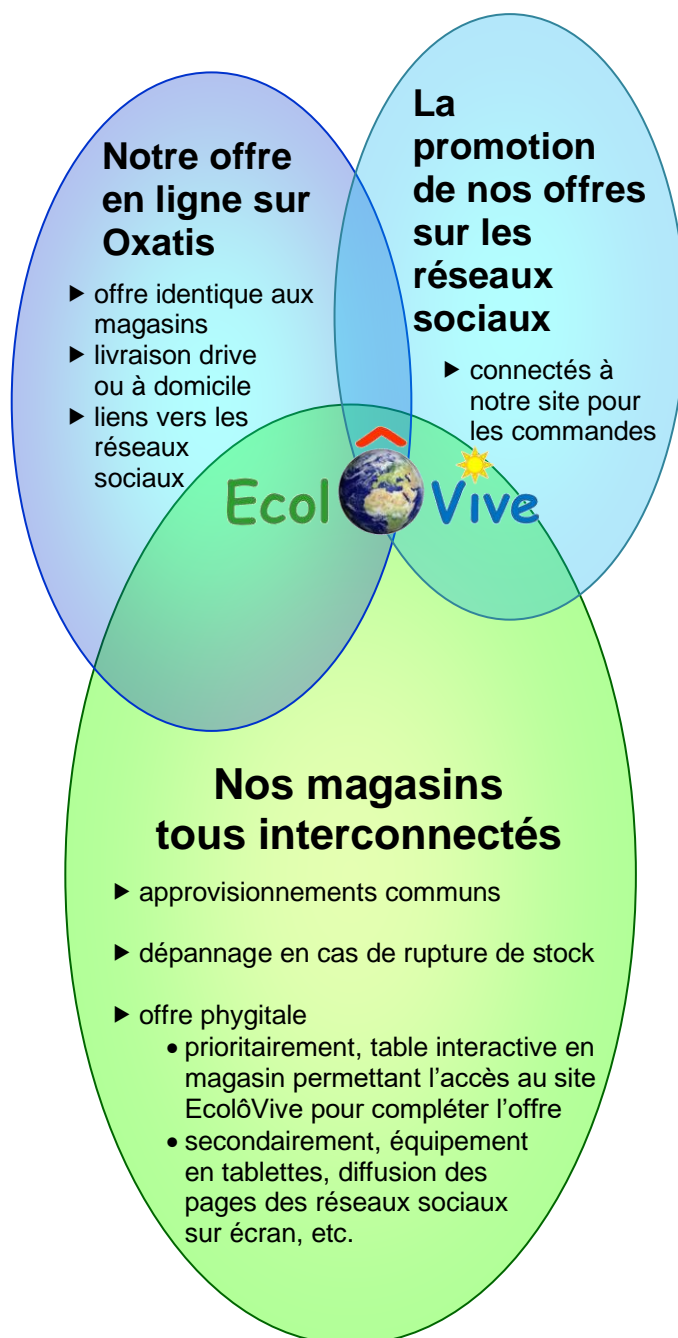 Notre offre
en ligne sur
Oxatis
▶ offre identique aux
magasins
▶ livraison drive
ou à domicile
▶ liens vers les
réseaux
sociaux
La
promotion
de nos offres
sur les
réseaux
sociaux
▶ connectés à
notre site pour
les commandes
EcolôVive
Nos magasins
tous interconnectés
▶ approvisionnements communs
▶ dépannage en cas de rupture de stock
▶ offre phygitale
• prioritairement, table interactive en
magasin permettant l’accès au site
EcolôVive pour compléter l’offre
• secondairement, équipement
en tablettes, diffusion des
pages des réseaux sociaux
sur écran, etc.